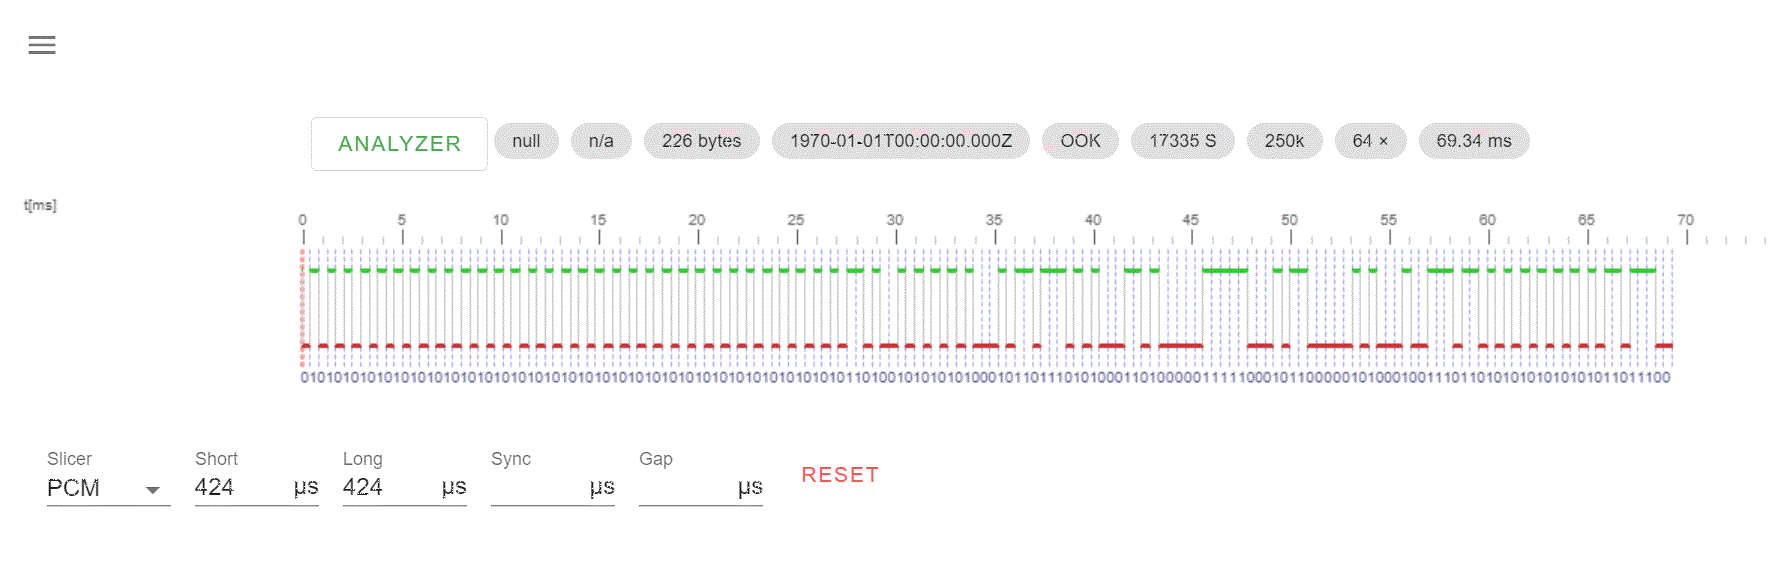 ANALYZER null n/a 226 bytes 1970-01-01T00:00:00.000Z OOK 17335 S 250k 64 × 69.34 ms
t[ms]
0 5 10 15 20 25 30 35 40 45 50 55 60 65 70
0101010101010101010101010101010101010101010101010101010101010101011010010101010100010110111010100011010000011111000101100000101000100111011010101010101010110111​00
Slicer Short Long Sync Gap
PCM 424 µs 424 µs µs µs RESET